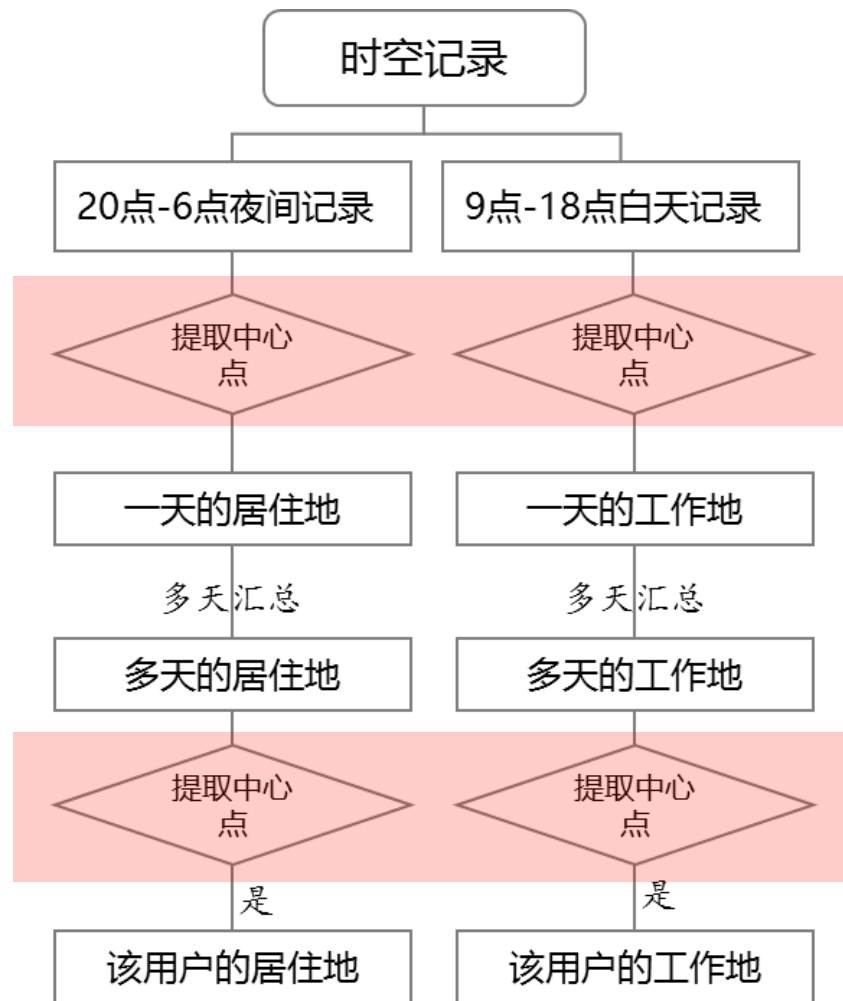 时空记录
20点-6点夜间记录
9点-18点白天记录
提取中心
点
提取中心
点
一天的居住地
一天的工作地
多天汇总
多天汇总
多天的居住地
多天的工作地
提取中心
点
提取中心
点
是
是
该用户的居住地
该用户的工作地